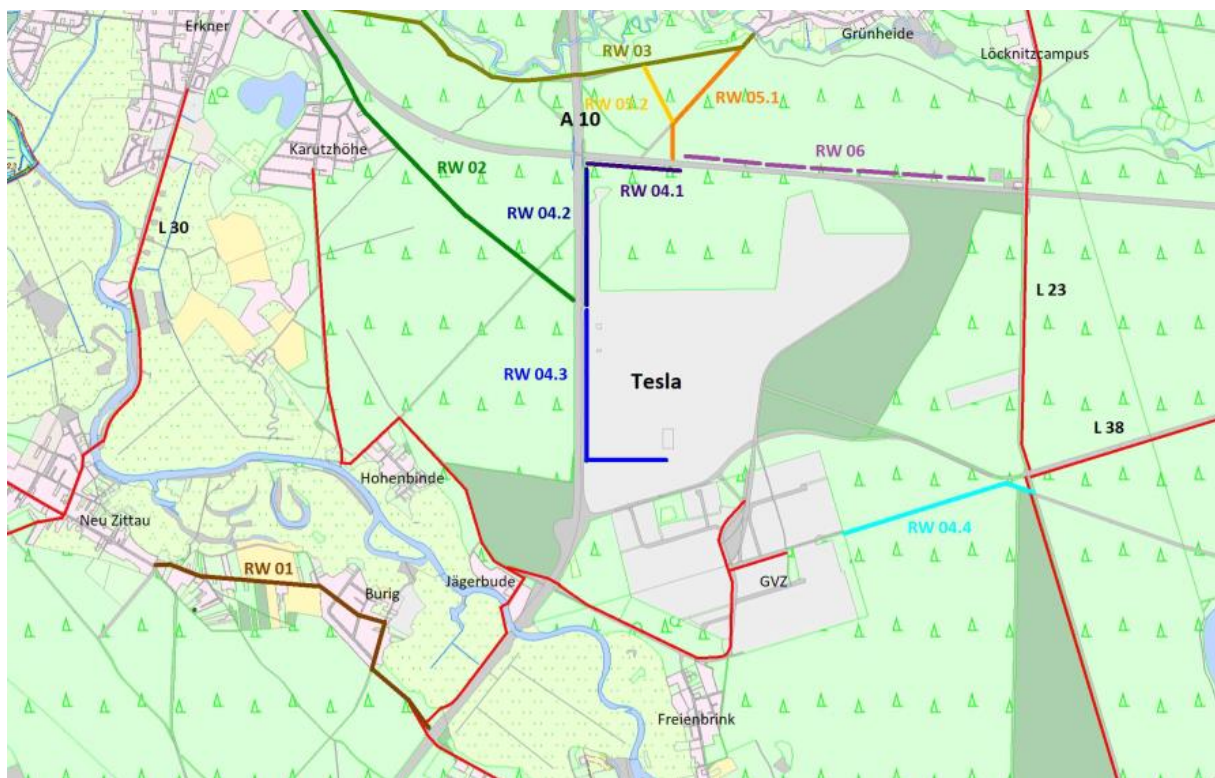 Erkner
RW 03
Grünheide
Löcknitzcampus
RW 05.2
RW 05.1
A 10
Karutzhöhe
RW 02
RW 06
RW 04.1
RW 04.2
L 30
L 23
RW 04.3
Tesla
L 38
Hohenbinde
Neu Zittau
RW 04.4
RW 01
Jägerbude
GVZ
Burig
Freienbrink